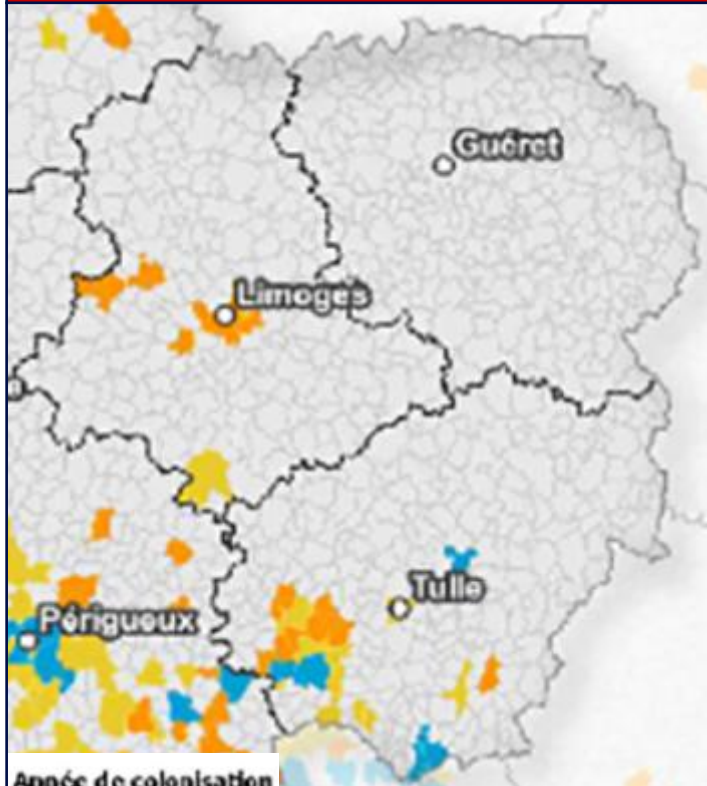 Guéret
Limoges
Tulle
Périgueux
Année de colonisation